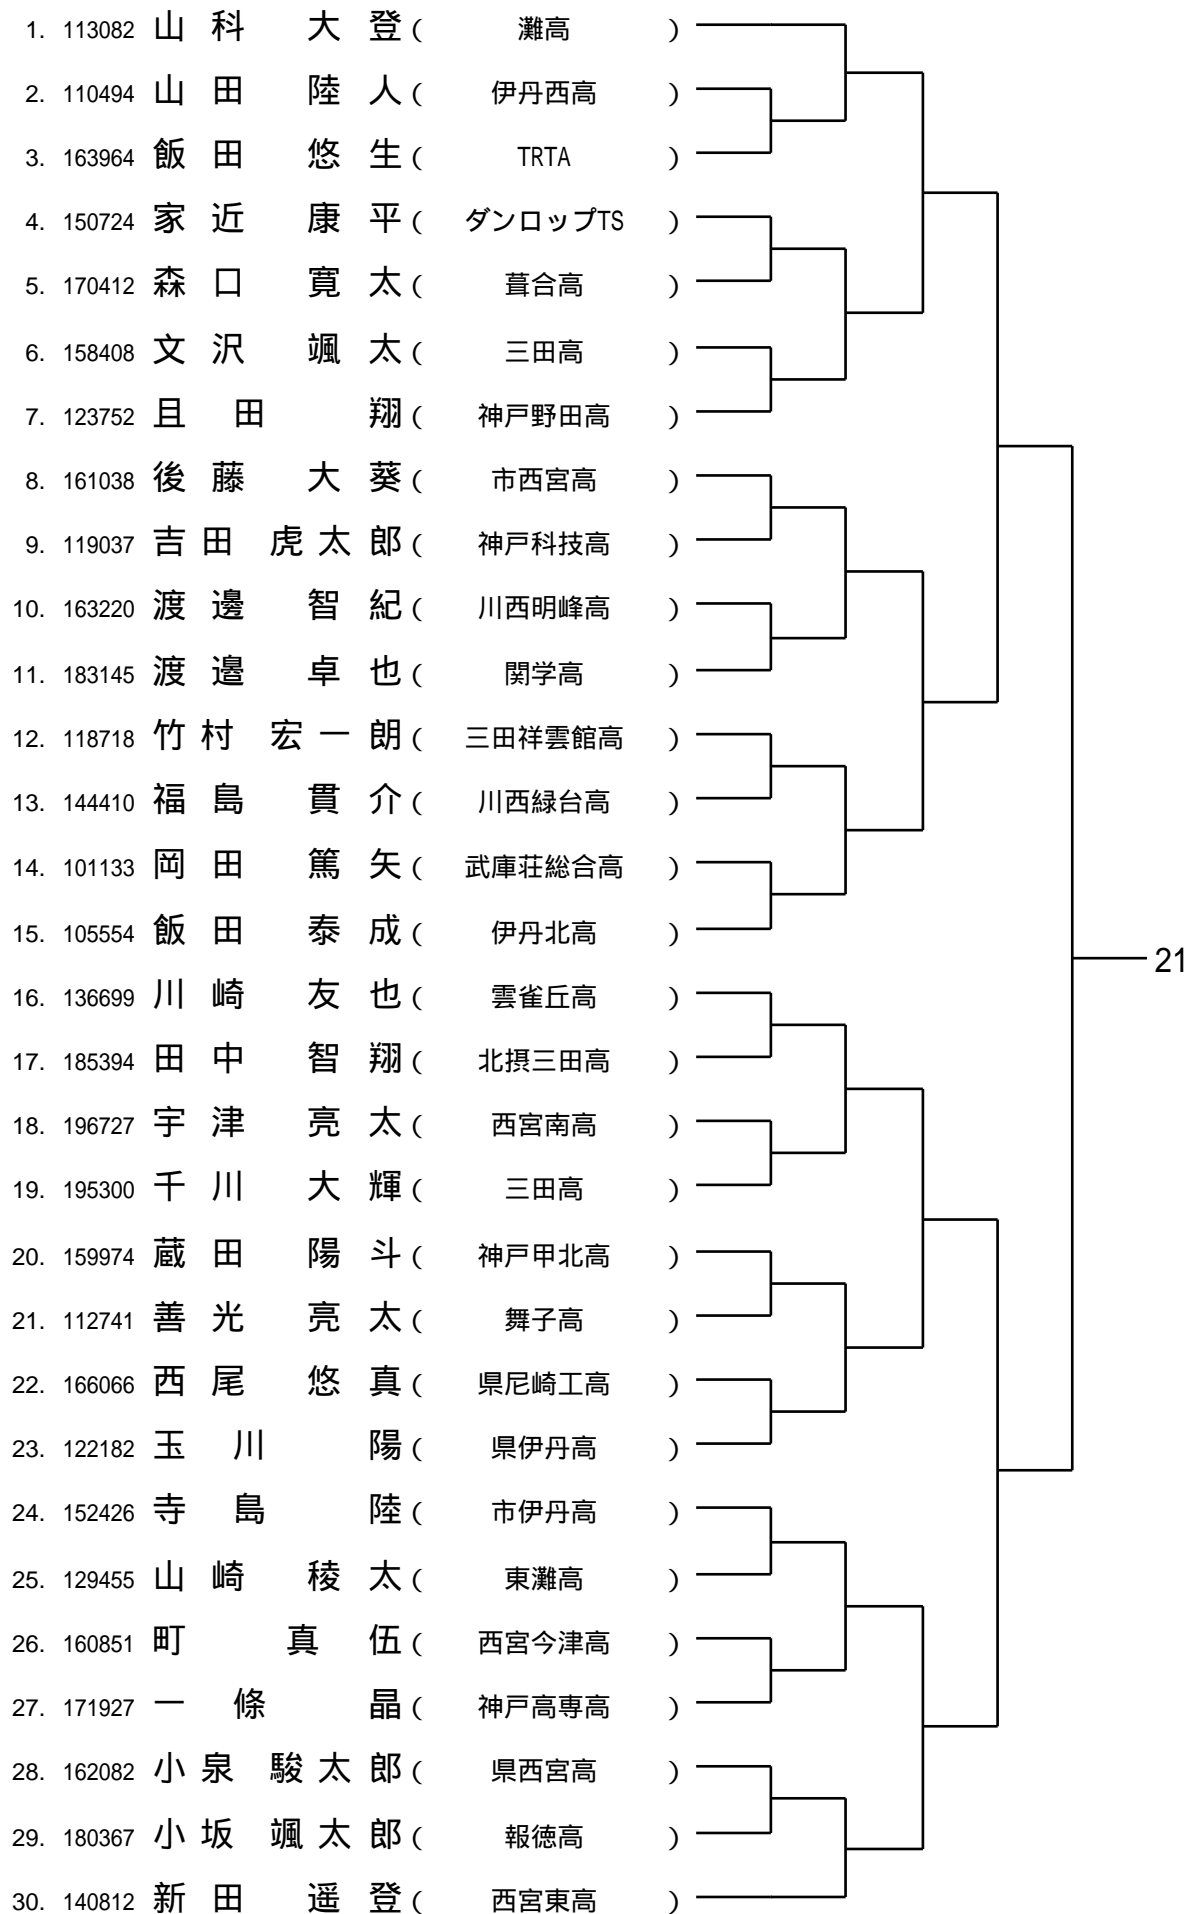 1. 113082 山科 大登( 灘高 )
2. 110494 山田 陸人( 伊丹西高 )
3. 163964 飯田 悠生( TRTA )
4. 150724 家近 康平( ダンロップTS )
5. 170412 森口 寛太( 葺合高 )
6. 158408 文沢 颯太( 三田高 )
7. 123752 且田 翔( 神戸野田高 )
8. 161038 後藤 大葵( 市西宮高 )
9. 119037 吉田 虎太郎( 神戸科技高 )
10. 163220 渡邊 智紀( 川西明峰高 )
11. 183145 渡邉 卓也( 関学高 )
12. 118718 竹村 宏一朗( 三田祥雲館高 )
13. 144410 福島 貫介( 川西緑台高 )
14. 101133 岡田 篤矢( 武庫荘総合高 )
15. 105554 飯田 泰成( 伊丹北高 )
21
16. 136699 川崎 友也( 雲雀丘高 )
17. 185394 田中 智翔( 北摂三田高 )
18. 196727 宇津 亮太( 西宮南高 )
19. 195300 千川 大輝( 三田高 )
20. 159974 蔵田 陽斗( 神戸甲北高 )
21. 112741 善光 亮太( 舞子高 )
22. 166066 西尾 悠真( 県尼崎工高 )
23. 122182 玉川 陽( 県伊丹高 )
24. 152426 寺島 陸( 市伊丹高 )
25. 129455 山崎 稜太( 東灘高 )
26. 160851 町 真伍( 西宮今津高 )
27. 171927 一條 晶( 神戸高専高 )
28. 162082 小泉 駿太郎( 県西宮高 )
29. 180367 小坂 颯太郎( 報徳高 )
30. 140812 新田 遥登( 西宮東高 )